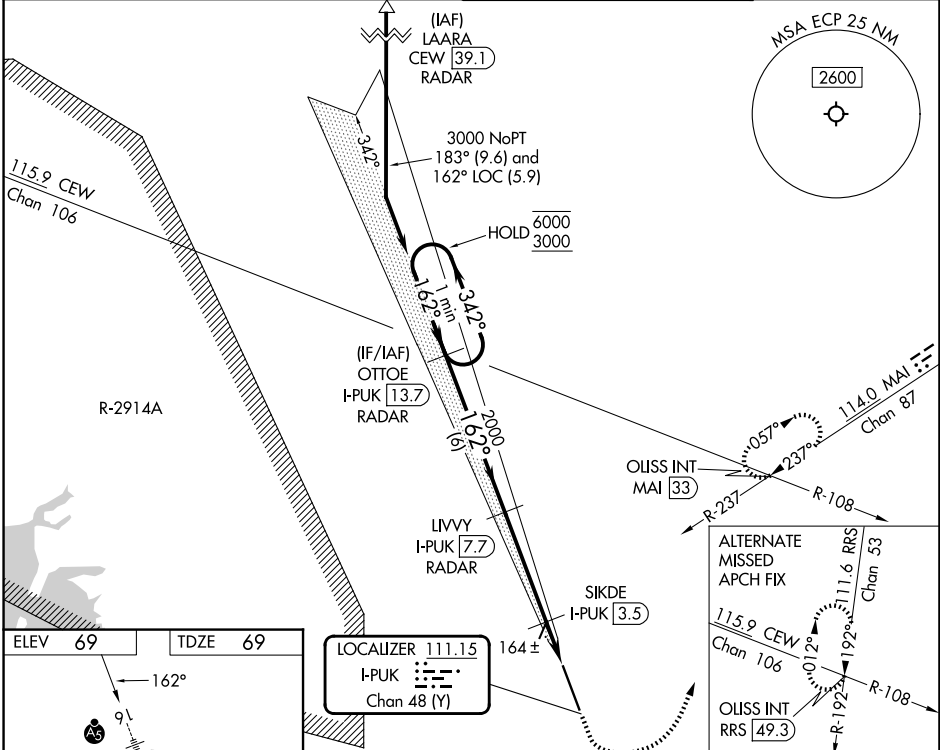 (IAF)
LAARA
CEW 39.1
RADAR
MSA ECP 25 NM
2600
342°
3000 NoPT
183° (9.6) and
162° LOC (5.9)
115.9 CEW
Chan 106
HOLD 6000
3000
162°
1 min
342°
(IF/IAF)
OTTOE
I-PUK 13.7
RADAR
R-2914A
2000
162°
(6)
114.0 MAI
Chan 87
057°
237°
OLISS INT
MAI 33
R-237
R-108
LIVVY
I-PUK 7.7
RADAR
SIKDE
I-PUK 3.5
164 ±
ALTERNATE
MISSED
APCH FIX
111.6 RRS
Chan 53
115.9 CEW
Chan 106
012°
192°
R-108
R-192
OLISS INT
RRS 49.3
ELEV 69
TDZE 69
162°
16
A5
LOCALIZER 111.15
I-PUK
Chan 48 (Y)